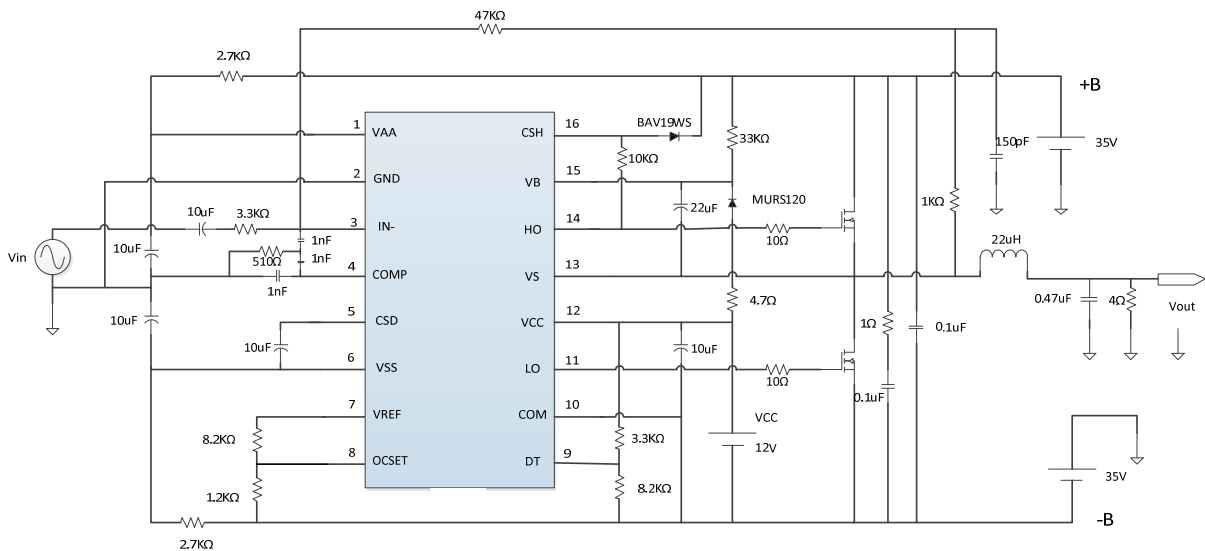 47KΩ
2.7KΩ
+B
1 VAA
CSH 16
BAV19WS
33KΩ
150pF
35V
10KΩ
2 GND
VB 15
MURS120
22uF
1KΩ
10uF
3.3KΩ
3 IN-
HO 14
10Ω
22uH
Vin
10uF
510Ω
1nF
1nF
1nF
4 COMP
VS 13
4.7Ω
0.47uF
4Ω
Vout
10uF
5 CSD
VCC 12
1Ω
0.1uF
10uF
10uF
6 VSS
LO 11
10Ω
0.1uF
7 VREF
COM 10
VCC
12V
8.2KΩ
3.3KΩ
8 OCSET
DT 9
35V
1.2KΩ
8.2KΩ
-B
2.7KΩ